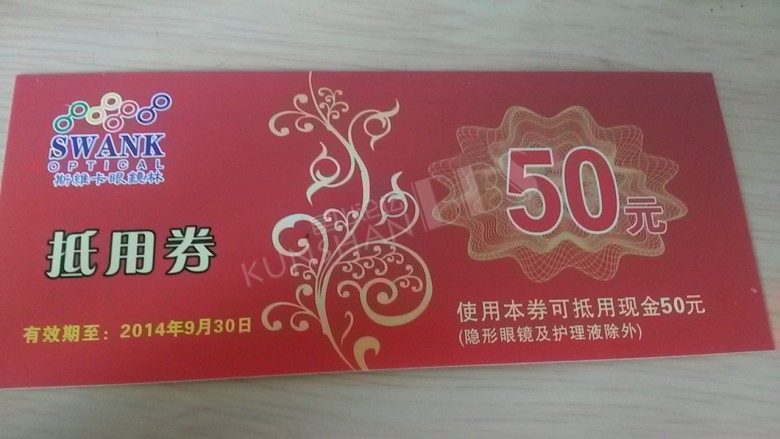 SWANK
OPTICAL
斯維卡眼鏡林
抵用券
有效期至：2014年9月30日
50元
使用本券可抵用现金50元
(隐形眼镜及护理液除外)